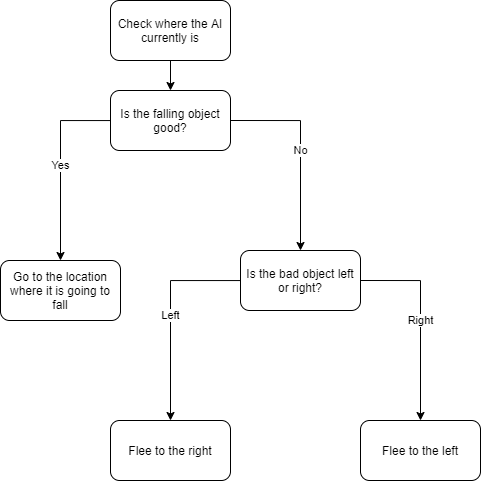 Check where the AI
currently is
Is the falling object
good?
Yes
No
Go to the location
where it is going to
fall
Is the bad object left
or right?
Left
Right
Flee to the right
Flee to the left